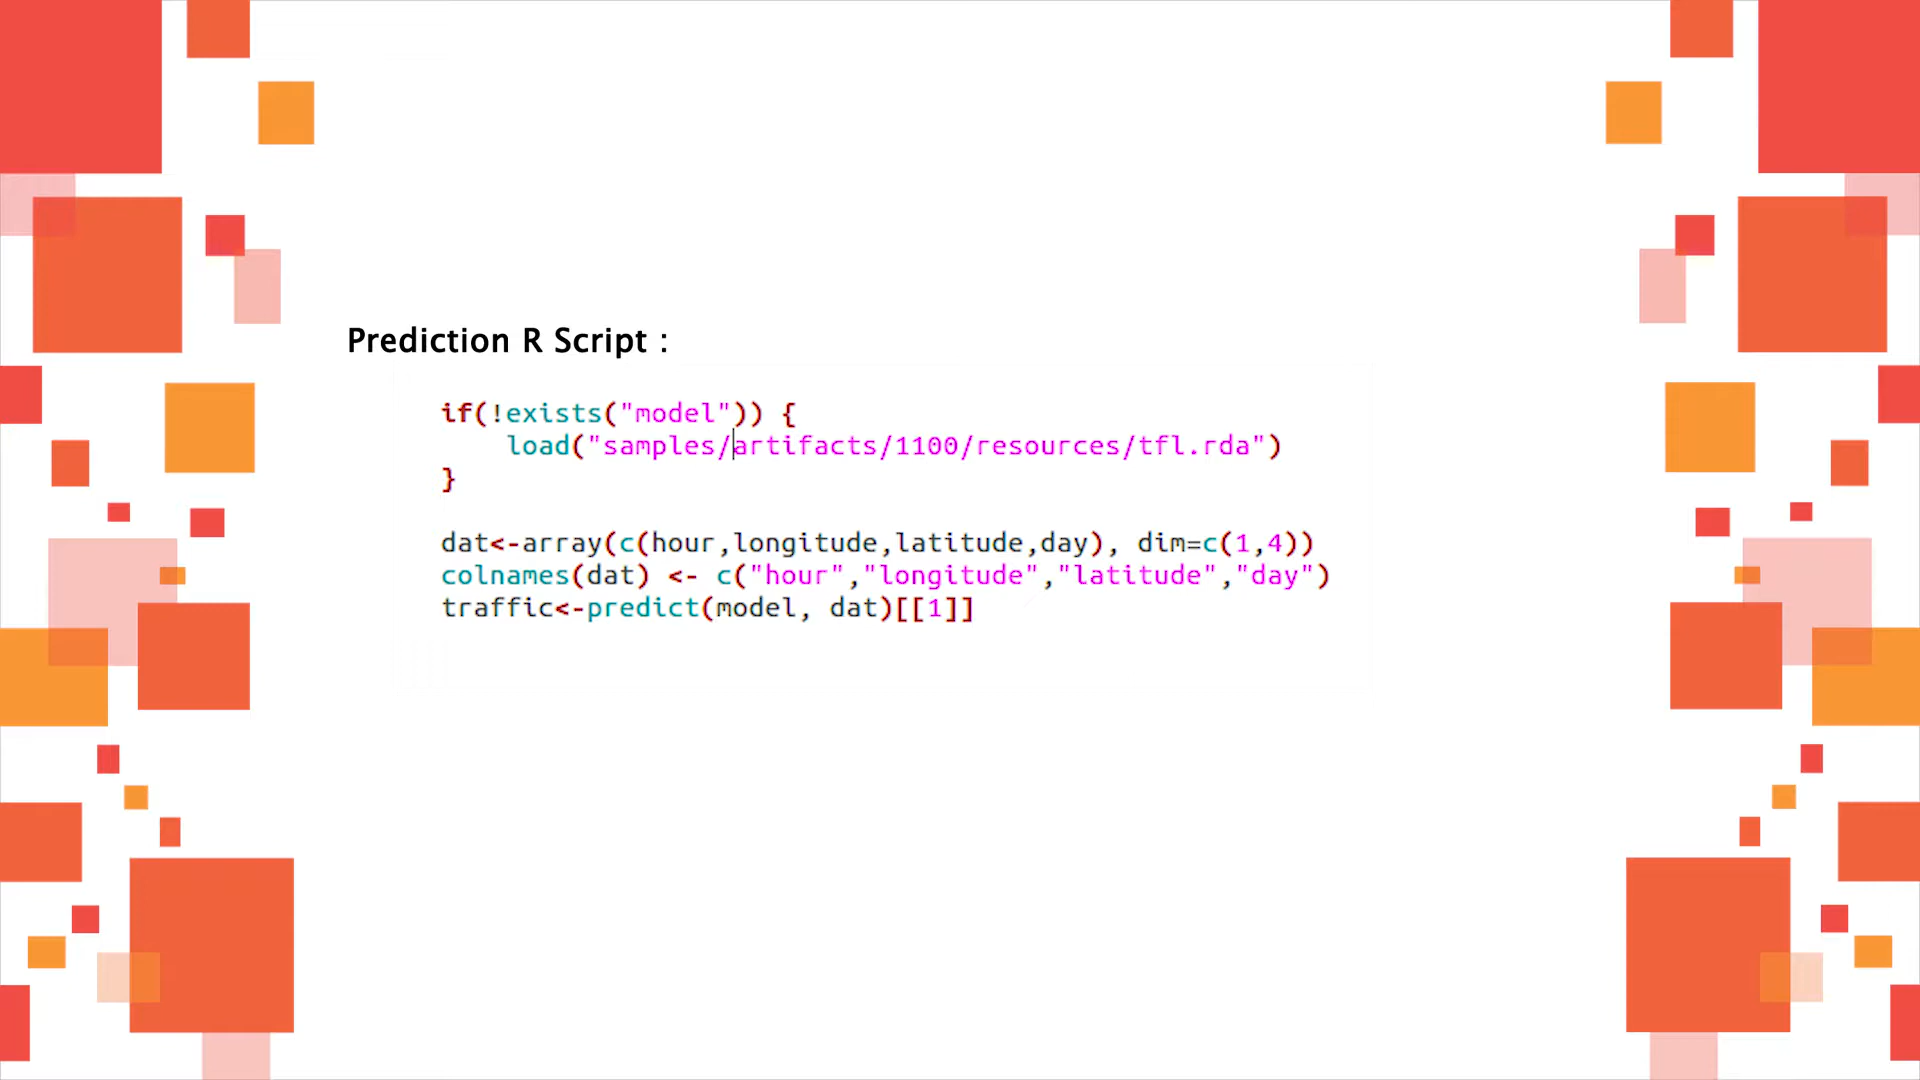 Prediction R Script :
if(!exists("model")) {
    load("samples/artifacts/1100/resources/tfl.rda")
}
dat<-array(c(hour,longitude,latitude,day), dim=c(1,4))
colnames(dat) <- c("hour","longitude","latitude","day")
traffic<-predict(model, dat)[[1]]